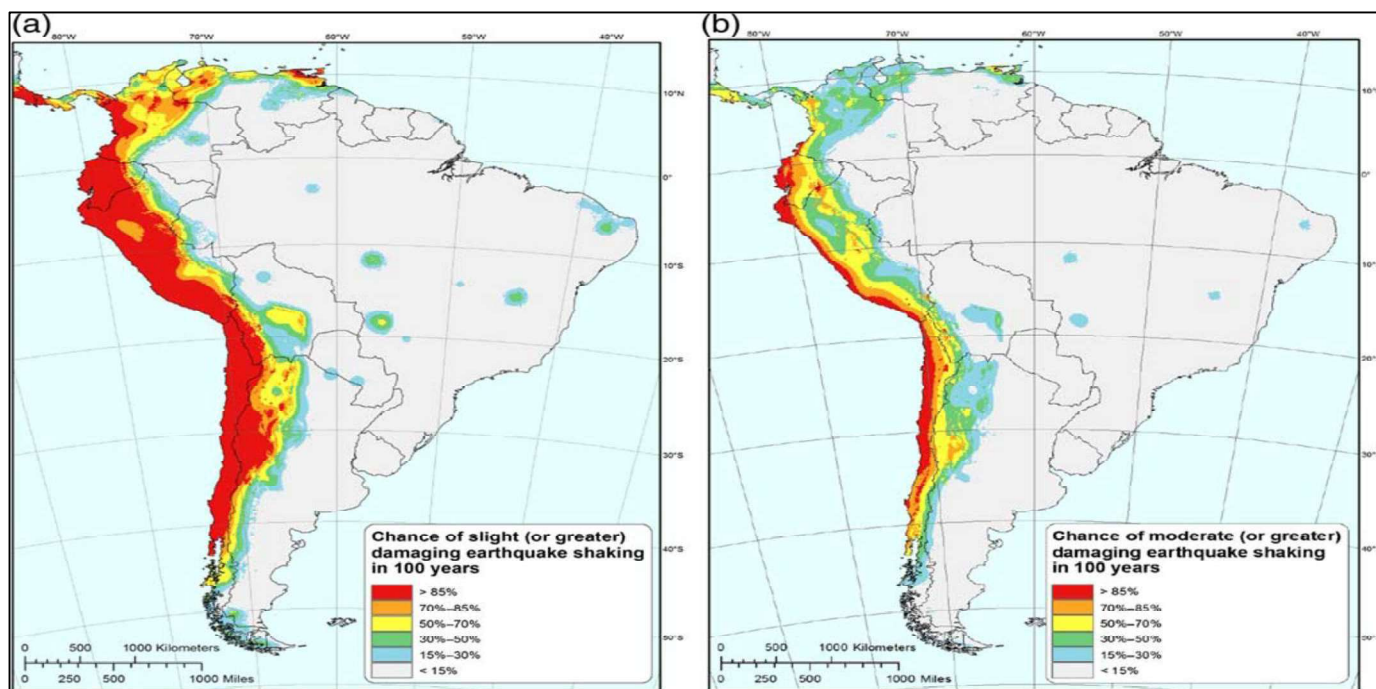 (a)
80°W 70°W 60°W 50°W 40°W
10°N
0°
10°S
20°S
30°S
40°S
50°S
Chance of slight (or greater)
damaging earthquake shaking
in 100 years
> 85%
70%–85%
50%–70%
30%–50%
15%–30%
< 15%
0 500 1000 Kilometers
0 250 500 1000 Miles
(b)
80°W 70°W 60°W 50°W 40°W
10°N
0°
10°S
20°S
30°S
40°S
50°S
Chance of moderate (or greater)
damaging earthquake shaking
in 100 years
> 85%
70%–85%
50%–70%
30%–50%
15%–30%
< 15%
0 500 1000 Kilometers
0 250 500 1000 Miles